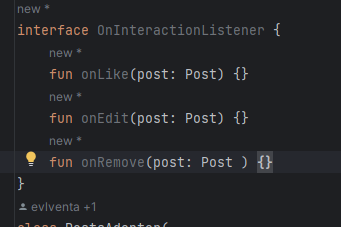 new *
interface OnInteractionListener {
new *
fun onLike(post: Post) {}
new *
fun onEdit(post: Post) {}
new *
fun onRemove(post: Post ) {}
}
evlventa +1
class PostsAdapter(